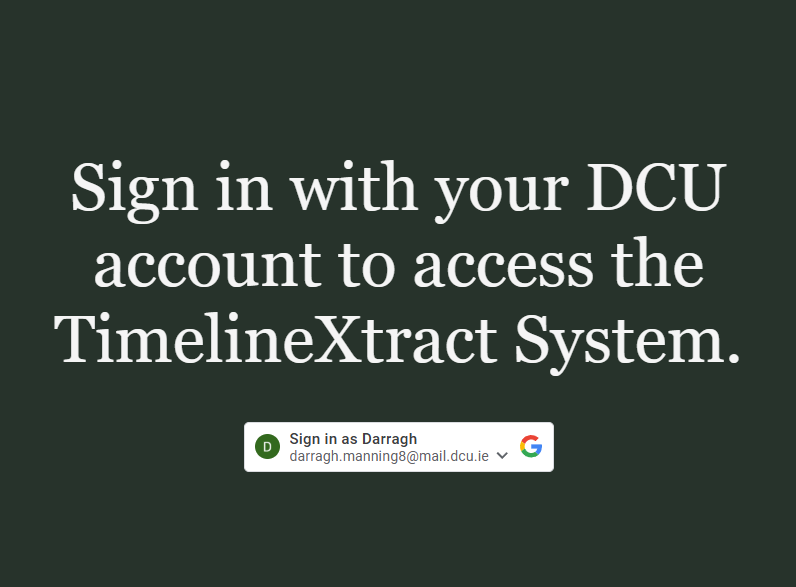 Sign in with your DCU
account to access the
TimelineXtract System.
D
Sign in as Darragh
darragh.manning8@mail.dcu.ie